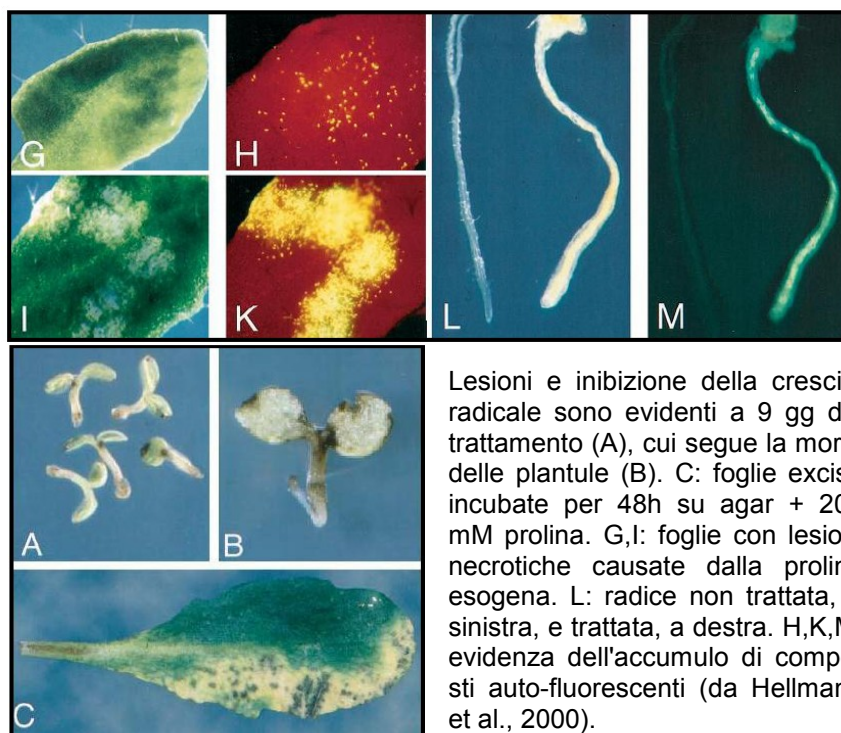 G H L M
I K
A B
C
Lesioni e inibizione della cresci
radicale sono evidenti a 9 gg d
trattamento (A), cui segue la mor
delle plantule (B). C: foglie excis
incubate per 48h su agar + 20
mM prolina. G,I: foglie con lesio
necrotiche causate dalla prolin
esogena. L: radice non trattata,
sinistra, e trattata, a destra. H,K,M
evidenza dell'accumulo di compo
sti auto-fluorescenti (da Hellman
et al., 2000).